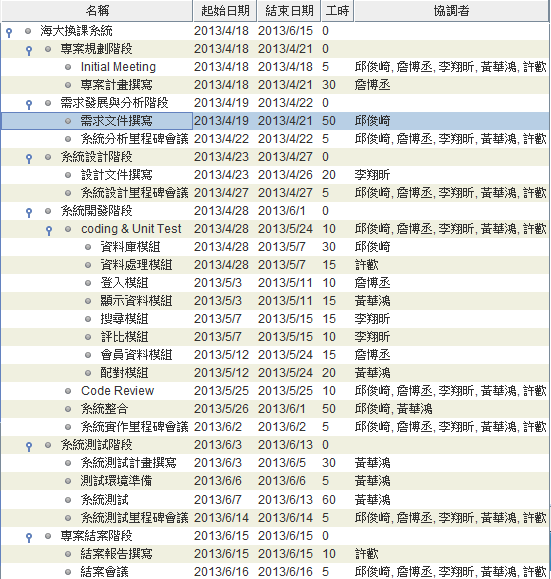 名稱 起始日期 結束日期 工時 協調者
海大換課系統 2013/4/18 2013/6/15 0
專案規劃階段 2013/4/18 2013/4/21 0
Initial Meeting 2013/4/18 2013/4/18 5 邱俊崎, 詹博丞, 李翔昕, 黃華鴻, 許歡
專案計畫撰寫 2013/4/18 2013/4/21 30 詹博丞
需求發展與分析階段 2013/4/19 2013/4/22 0
需求文件撰寫 2013/4/19 2013/4/21 50 邱俊崎
系統分析里程碑會議 2013/4/22 2013/4/22 5 邱俊崎, 詹博丞, 李翔昕, 黃華鴻, 許歡
系統設計階段 2013/4/23 2013/4/27 0
設計文件撰寫 2013/4/23 2013/4/26 20 李翔昕
系統設計里程碑會議 2013/4/27 2013/4/27 5 邱俊崎, 詹博丞, 李翔昕, 黃華鴻, 許歡
系統開發階段 2013/4/28 2013/6/1 0
coding & Unit Test 2013/4/28 2013/5/24 10 邱俊崎, 詹博丞, 李翔昕, 黃華鴻, 許歡
資料庫模組 2013/4/28 2013/5/7 30 邱俊崎
資料處理模組 2013/4/28 2013/5/7 15 許歡
登入模組 2013/5/3 2013/5/11 10 詹博丞
顯示資料模組 2013/5/3 2013/5/11 15 黃華鴻
搜尋模組 2013/5/7 2013/5/15 15 李翔昕
評比模組 2013/5/7 2013/5/15 10 李翔昕
會員資料模組 2013/5/12 2013/5/24 15 詹博丞
配對模組 2013/5/12 2013/5/24 20 黃華鴻
Code Review 2013/5/25 2013/5/25 10 邱俊崎, 詹博丞, 李翔昕, 黃華鴻, 許歡
系統整合 2013/5/26 2013/6/1 50 邱俊崎, 黃華鴻
系統實作里程碑會議 2013/6/2 2013/6/2 5 邱俊崎, 詹博丞, 李翔昕, 黃華鴻, 許歡
系統測試階段 2013/6/3 2013/6/13 0
系統測試計畫撰寫 2013/6/3 2013/6/5 30 黃華鴻
測試環境準備 2013/6/6 2013/6/6 5 黃華鴻
系統測試 2013/6/7 2013/6/13 60 黃華鴻
系統測試里程碑會議 2013/6/14 2013/6/14 5 邱俊崎, 詹博丞, 李翔昕, 黃華鴻, 許歡
專案結案階段 2013/6/15 2013/6/15 0
結案報告撰寫 2013/6/15 2013/6/15 10 許歡
結案會議 2013/6/16 2013/6/16 5 邱俊崎, 詹博丞, 李翔昕, 黃華鴻, 許歡